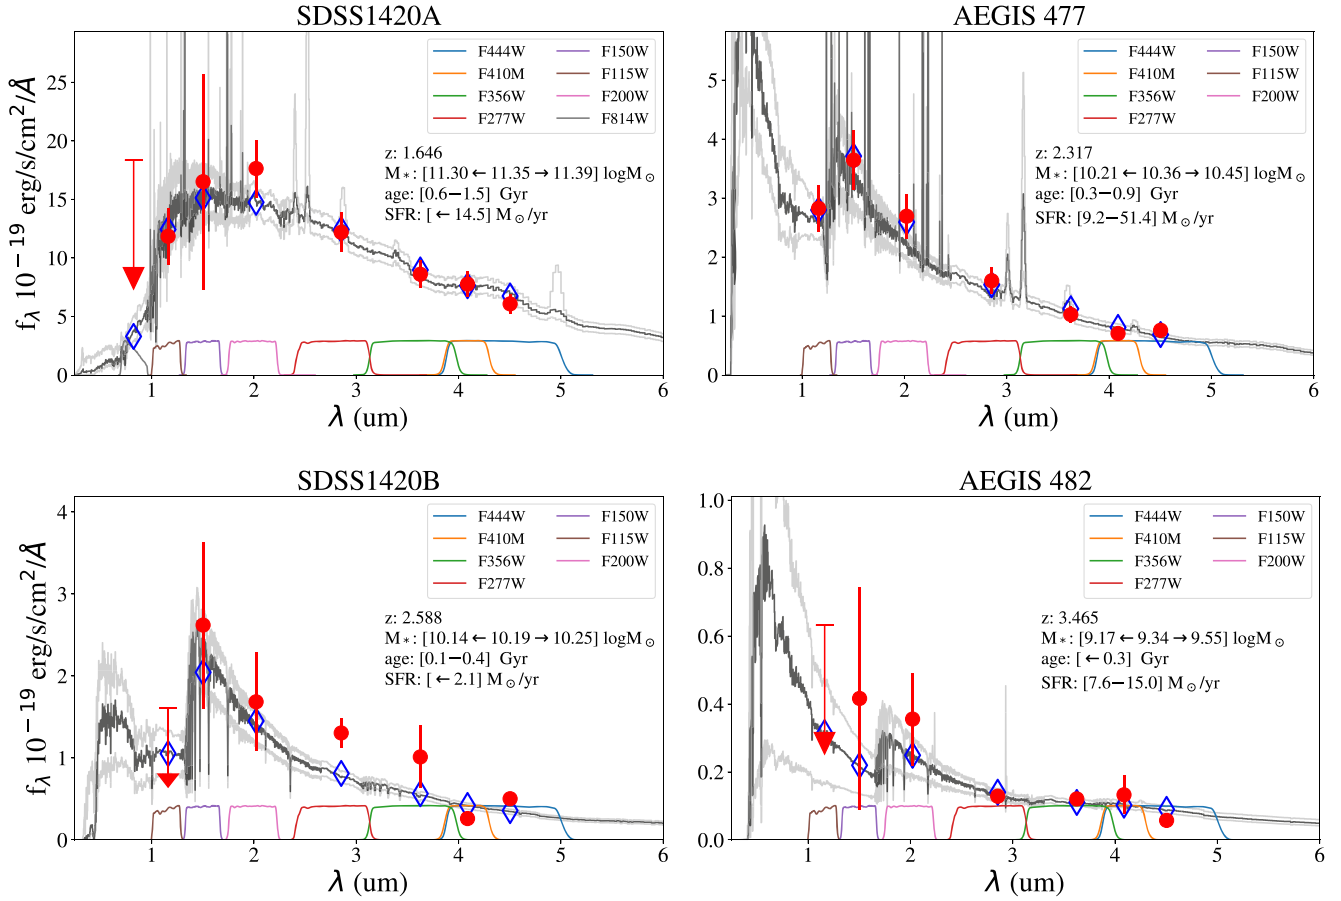 SDSS1420A
F444W F150W
F410M F115W
F356W F200W
F277W F814W
z: 1.646
M∗: [11.30 ← 11.35 → 11.39] logM⊙
age: [0.6−1.5] Gyr
SFR: [ ← 14.5] M⊙/yr
fλ 10−19 erg/s/cm2/Å
25
20
15
10
5
0
1 2 3 4 5 6
λ (um)
AEGIS 477
F444W F150W
F410M F115W
F356W F200W
F277W
z: 2.317
M∗: [10.21 ← 10.36 → 10.45] logM⊙
age: [0.3−0.9] Gyr
SFR: [9.2−51.4] M⊙/yr
5
4
3
2
1
0
1 2 3 4 5 6
λ (um)
SDSS1420B
F444W F150W
F410M F115W
F356W F200W
F277W
z: 2.588
M∗: [10.14 ← 10.19 → 10.25] logM⊙
age: [0.1−0.4] Gyr
SFR: [ ← 2.1] M⊙/yr
fλ 10−19 erg/s/cm2/Å
4
3
2
1
0
1 2 3 4 5 6
λ (um)
AEGIS 482
F444W F150W
F410M F115W
F356W F200W
F277W
z: 3.465
M∗: [9.17 ← 9.34 → 9.55] logM⊙
age: [ ← 0.3] Gyr
SFR: [7.6−15.0] M⊙/yr
1.0
0.8
0.6
0.4
0.2
0.0
1 2 3 4 5 6
λ (um)